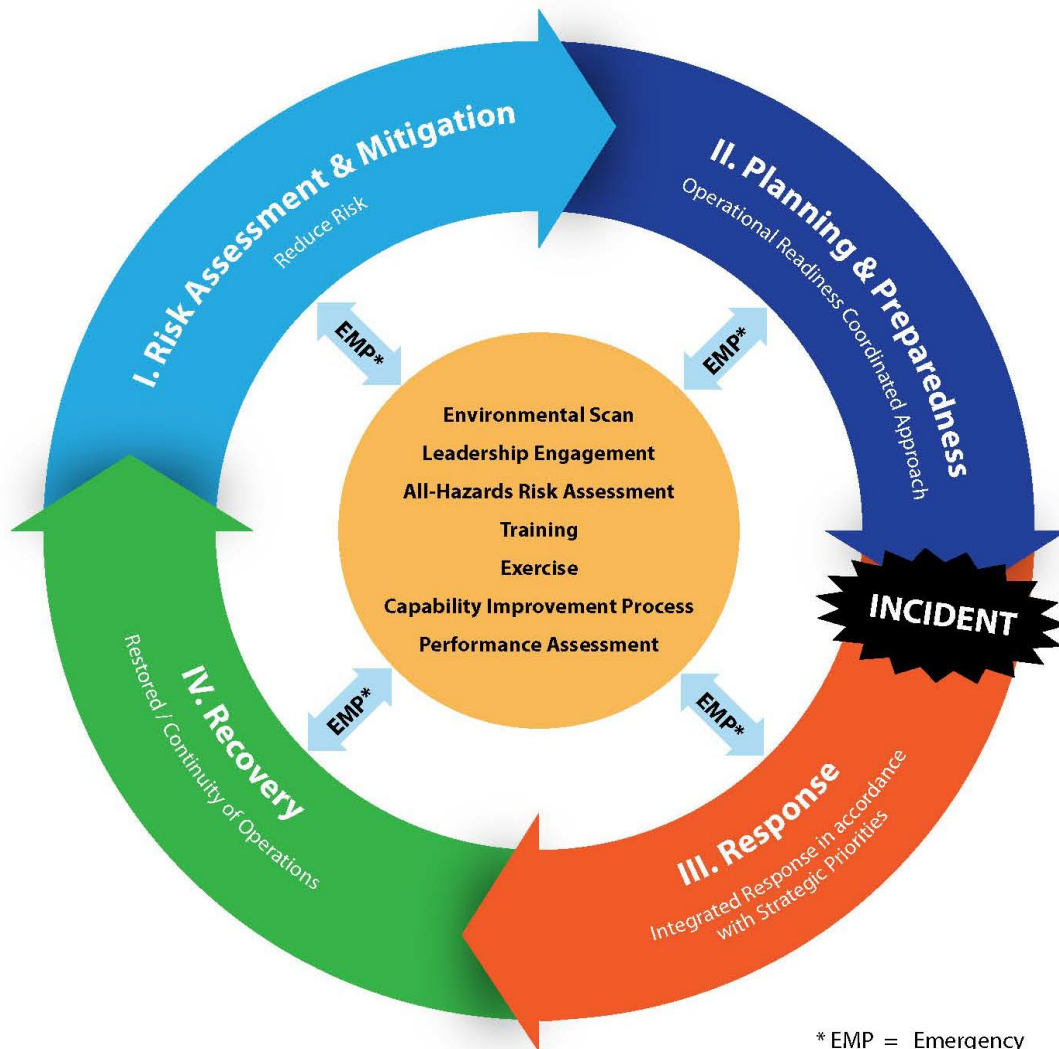 I. Risk Assessment & Mitigation
Reduce Risk
II. Planning & Preparedness
Operational Readiness Coordinated Approach
EMP*
EMP*
Environmental Scan
Leadership Engagement
All-Hazards Risk Assessment
Training
Exercise
Capability Improvement Process
Performance Assessment
INCIDENT
EMP*
EMP*
III. Response
Integrated Response in accordance
with Strategic Priorities
IV. Recovery
Restored / Continuity of Operations
* EMP = Emergency